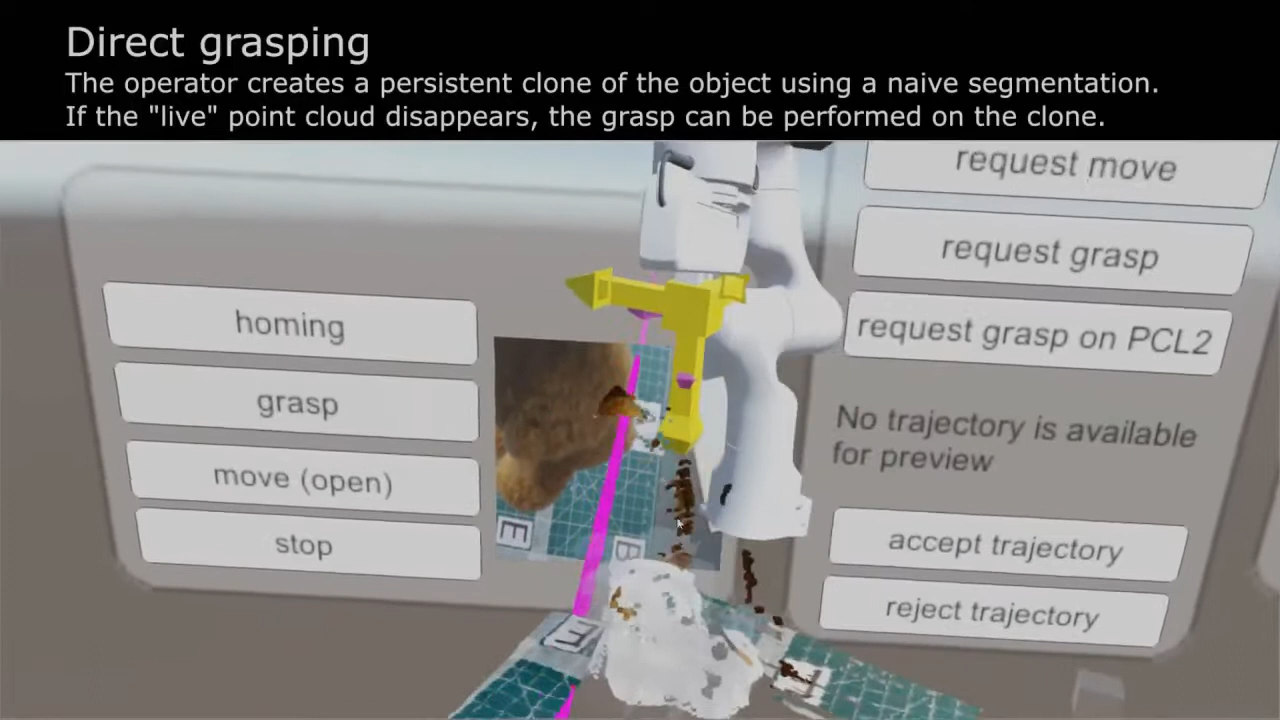 Direct grasping
The operator creates a persistent clone of the object using a naive segmentation.
If the "live" point cloud disappears, the grasp can be performed on the clone.
request move
request grasp
request grasp on PCL2
No trajectory is available
for preview
accept trajectory
reject trajectory
homing
grasp
move (open)
stop
E
B
E